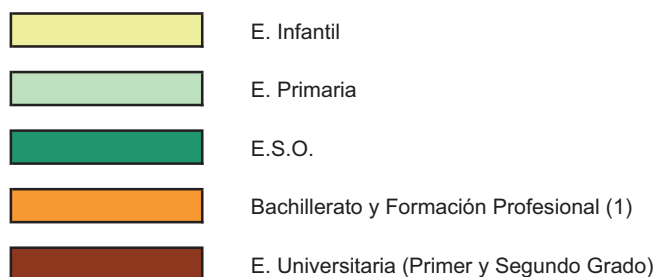 E. Infantil
E. Primaria
E.S.O.
Bachillerato y Formación Profesional (1)
E. Universitaria (Primer y Segundo Grado)